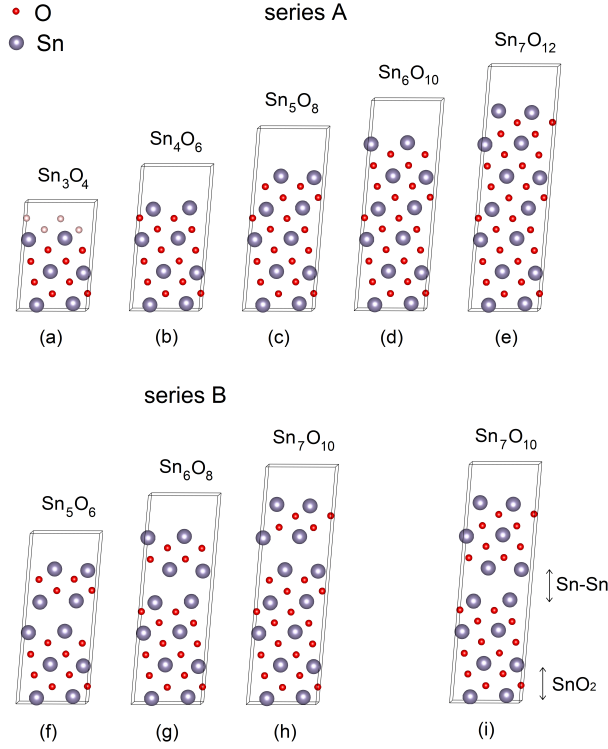 series A
O
Sn
Sn₃O₄
Sn₄O₆
Sn₅O₈
Sn₆O₁₀
Sn₇O₁₂
(a)
(b)
(c)
(d)
(e)
series B
Sn₅O₆
Sn₆O₈
Sn₇O₁₀
Sn₇O₁₀
Sn-Sn
SnO₂
(f)
(g)
(h)
(i)